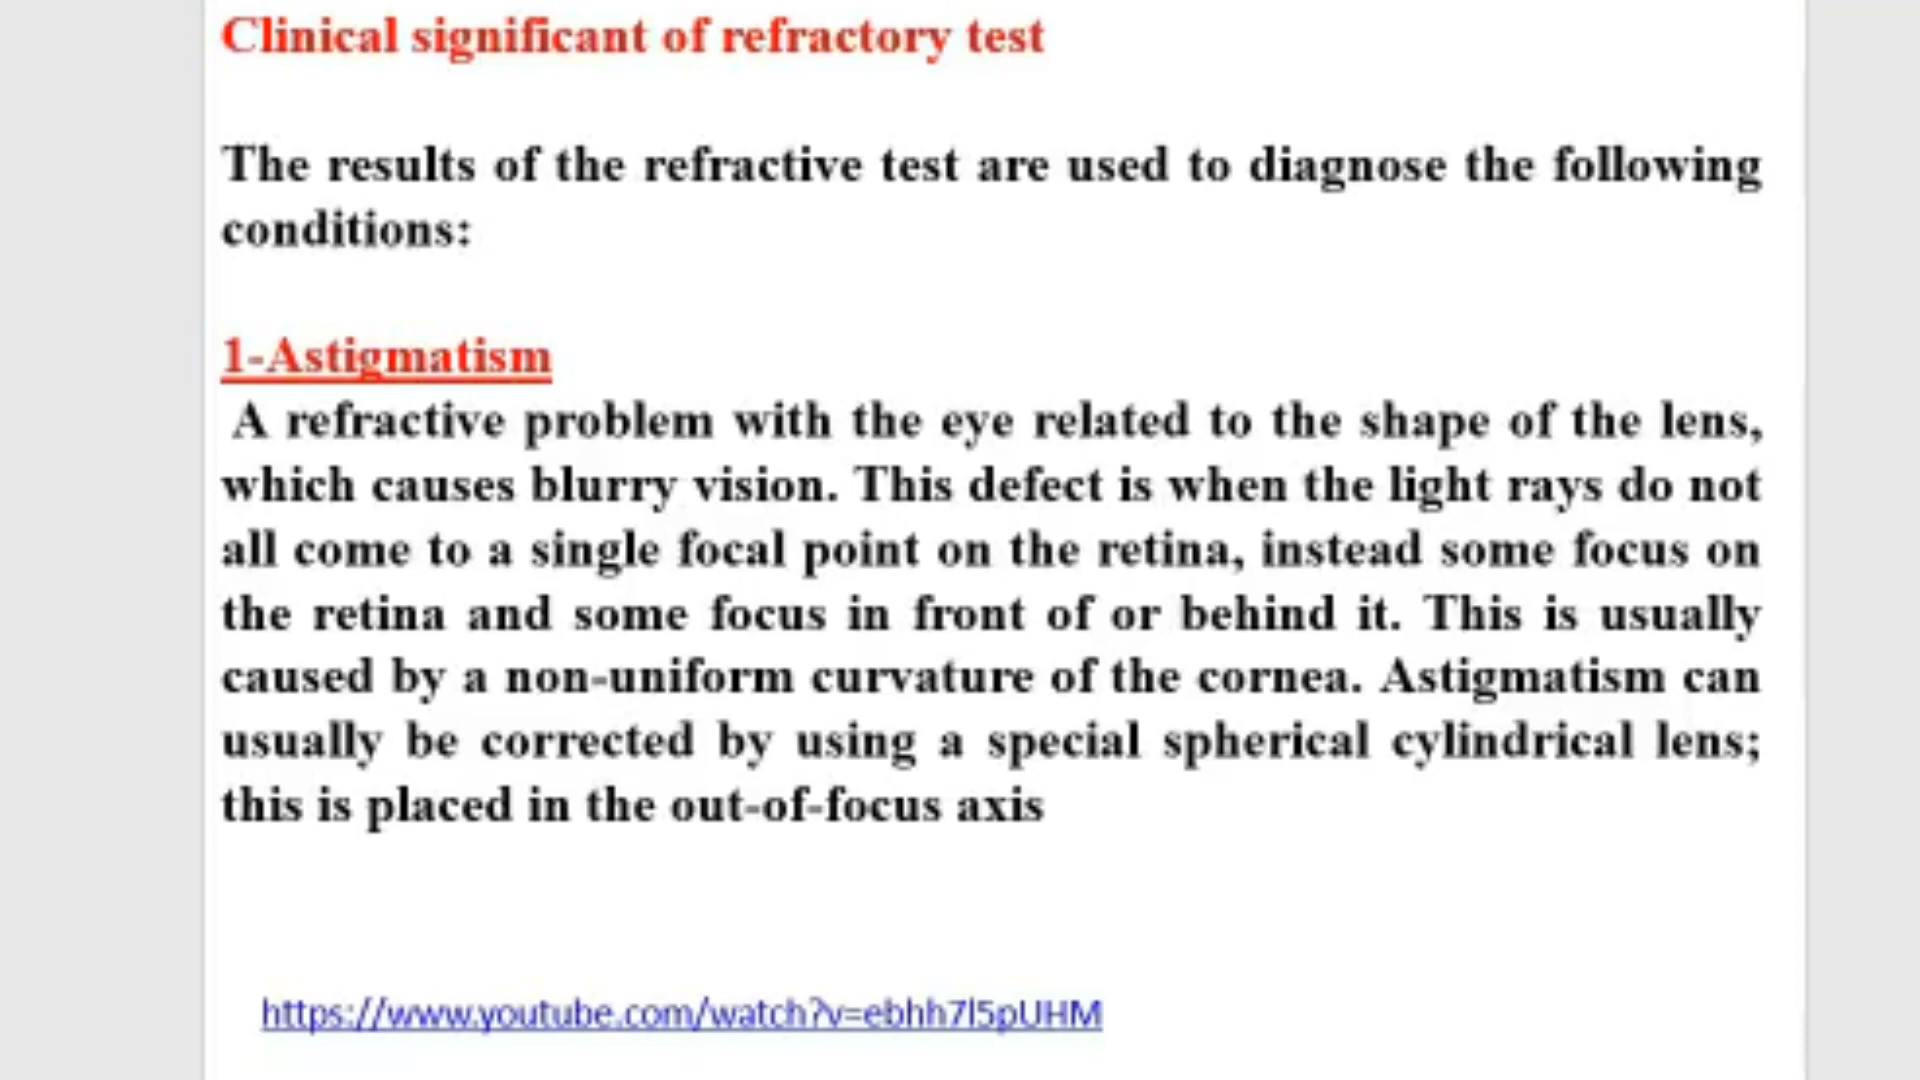 Clinical significant of refractory test
The results of the refractive test are used to diagnose the following
conditions:
1-Astigmatism
A refractive problem with the eye related to the shape of the lens,
which causes blurry vision. This defect is when the light rays do not
all come to a single focal point on the retina, instead some focus on
the retina and some focus in front of or behind it. This is usually
caused by a non-uniform curvature of the cornea. Astigmatism can
usually be corrected by using a special spherical cylindrical lens;
this is placed in the out-of-focus axis
https://www.youtube.com/watch?v=ebhh7l5pUHM